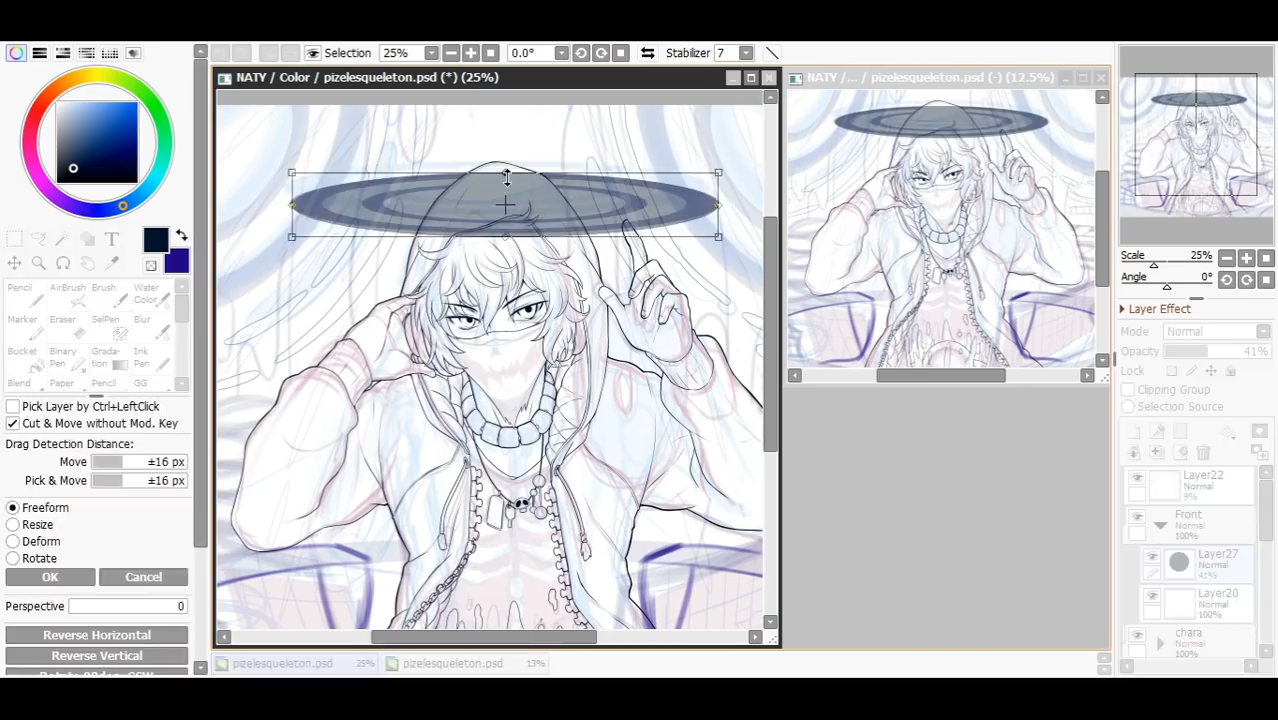 Selection 25% 0.0° Stabilizer 7
NATY / Color / pizelesqueleton.psd (*) (25%)
NATY /... / pizelesqueleton.psd (-) (12.5%)
T
Pencil AirBrush Brush Water Color
Marker Eraser SelPen Blur
Bucket Binary Pen Gradation Ink Pen
Blend Paper Pencil GG
Pick Layer by Ctrl+LeftClick
Cut & Move without Mod. Key
Drag Detection Distance:
Move ±16 px
Pick & Move ±16 px
Freeform
Resize
Deform
Rotate
OK Cancel
Perspective 0
Reverse Horizontal
Reverse Vertical
pizelesqueleton.psd 25%
pizelesqueleton.psd 13%
Scale 25%
Angle 0°
Layer Effect
Mode Normal
Opacity 41%
Lock
Clipping Group
Selection Source
Layer22
Normal
9%
Front
Normal
100%
Layer27
Normal
41%
Layer20
Normal
100%
chara
Normal
100%